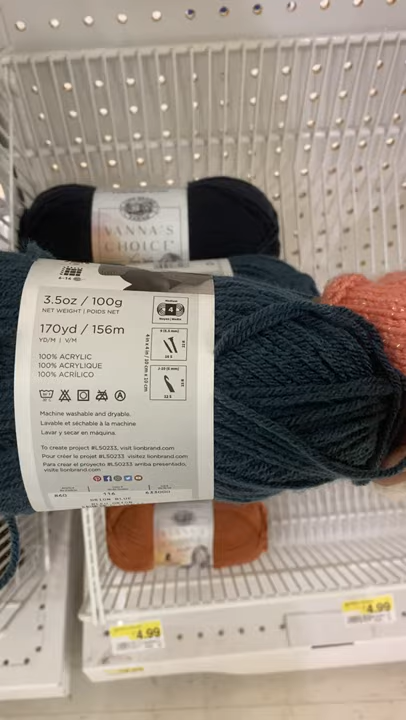 VANNA'S
CHOICE
3.5oz / 100g
NET WEIGHT / POIDS NET
170yd / 156m
YD/M | V/M
100% ACRYLIC
100% ACRYLIQUE
100% ACRÍLICO
4
Machine washable and dryable.
Lavable et séchable à la machine
Lavar y secar en maquina.
To create project #L50233, visit lionbrand.com
Pour créer le projet #L50233 visitez lionbrand.com
Para crear el proyecto #L50233 arriba presentado,
visite lionbrand.com
4.99
4.99